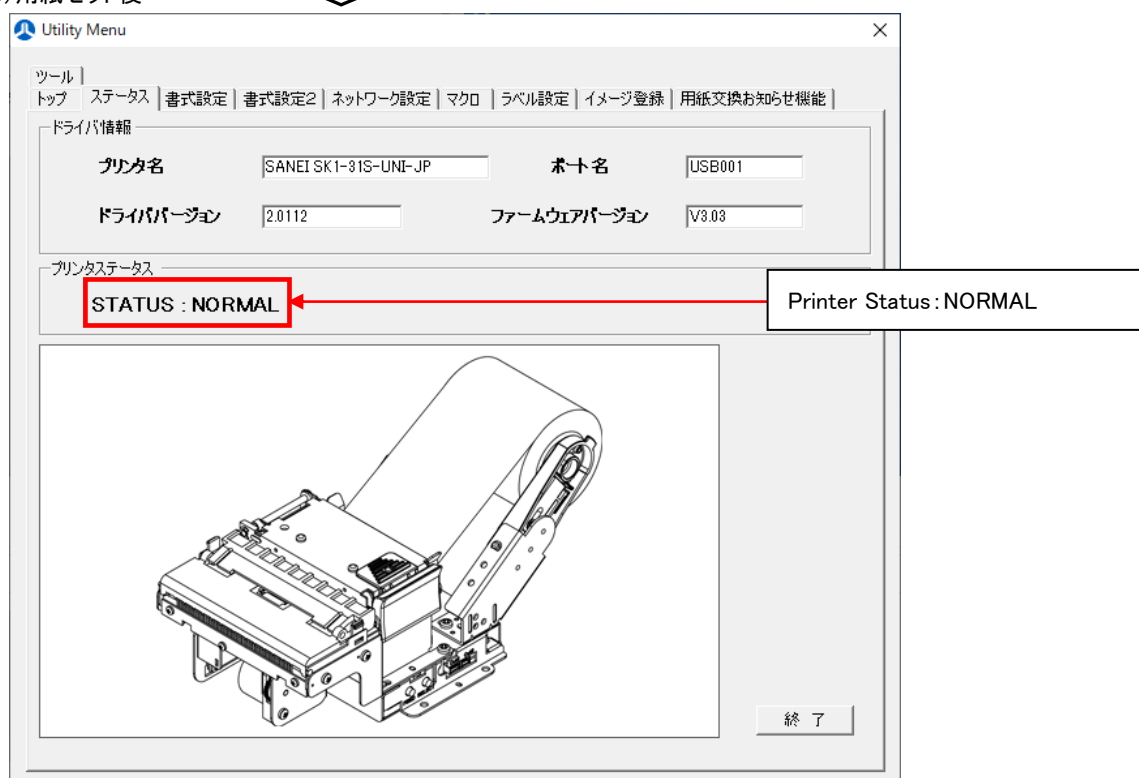 用紙セット後
Utility Menu
ツール
トップ ステータス 書式設定 書式設定2 ネットワーク設定 マクロ ラベル設定 イメージ登録 用紙交換お知らせ機能
ドライバ情報
プリンタ名 SANEI SK1-31S-UNI-JP ポート名 USB001
ドライババージョン 2.0112 ファームウェアバージョン V3.03
プリンタステータス
STATUS : NORMAL
Printer Status：NORMAL
終 了